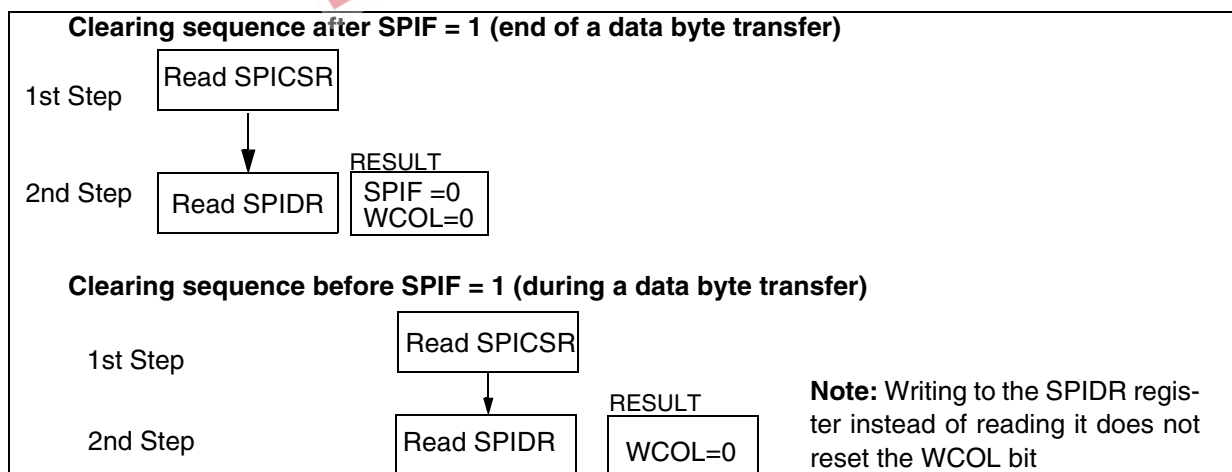 Clearing sequence after SPIF = 1 (end of a data byte transfer)
1st Step
Read SPICSR
2nd Step
Read SPIDR
RESULT
SPIF =0
WCOL=0
Clearing sequence before SPIF = 1 (during a data byte transfer)
1st Step
Read SPICSR
2nd Step
Read SPIDR
RESULT
WCOL=0
Note: Writing to the SPIDR regis-
ter instead of reading it does not
reset the WCOL bit